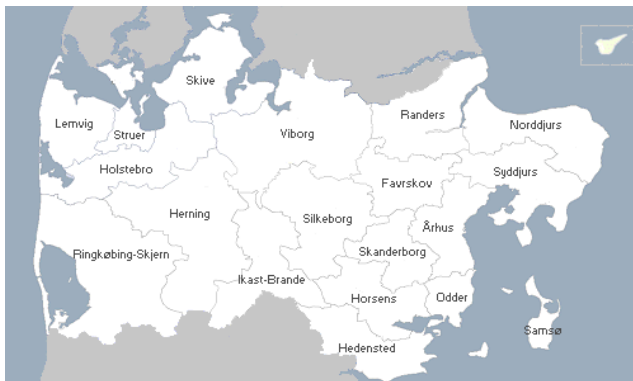 Skive
Lemvig
Struer
Viborg
Randers
Norddjurs
Holstebro
Favrskov
Syddjurs
Herning
Silkeborg
Århus
Ringkøbing-Skjern
Skanderborg
Ikast-Brande
Horsens
Odder
Samsø
Hedensted